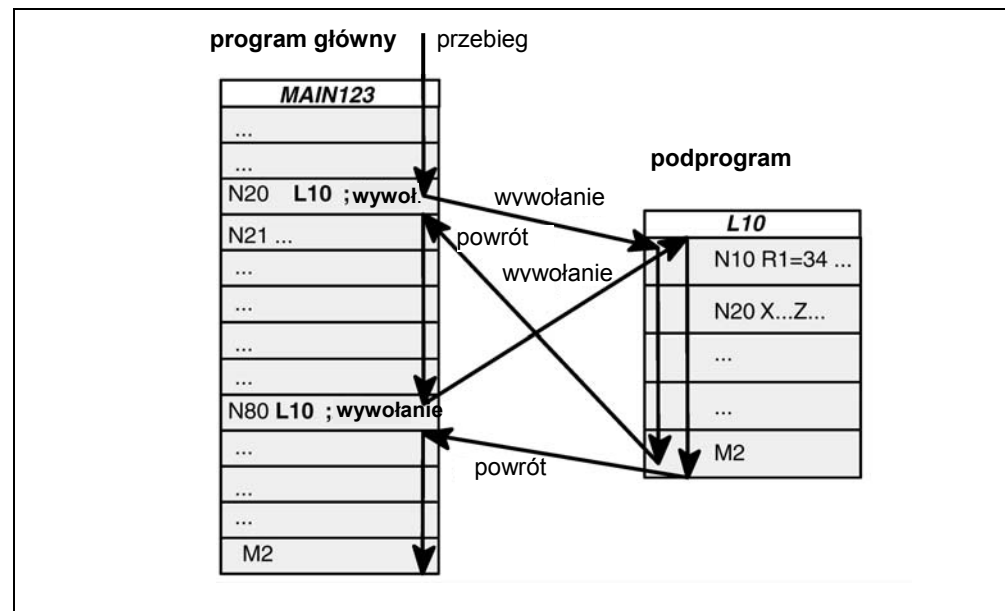 program główny
przebieg
MAIN123
...
...
N20 L10 ;wywoł.
N21 ...
...
...
...
...
N80 L10 ; wywołanie
...
...
...
M2
wywołanie
powrót
wywołanie
powrót
podprogram
L10
N10 R1=34 ...
N20 X...Z...
...
...
M2